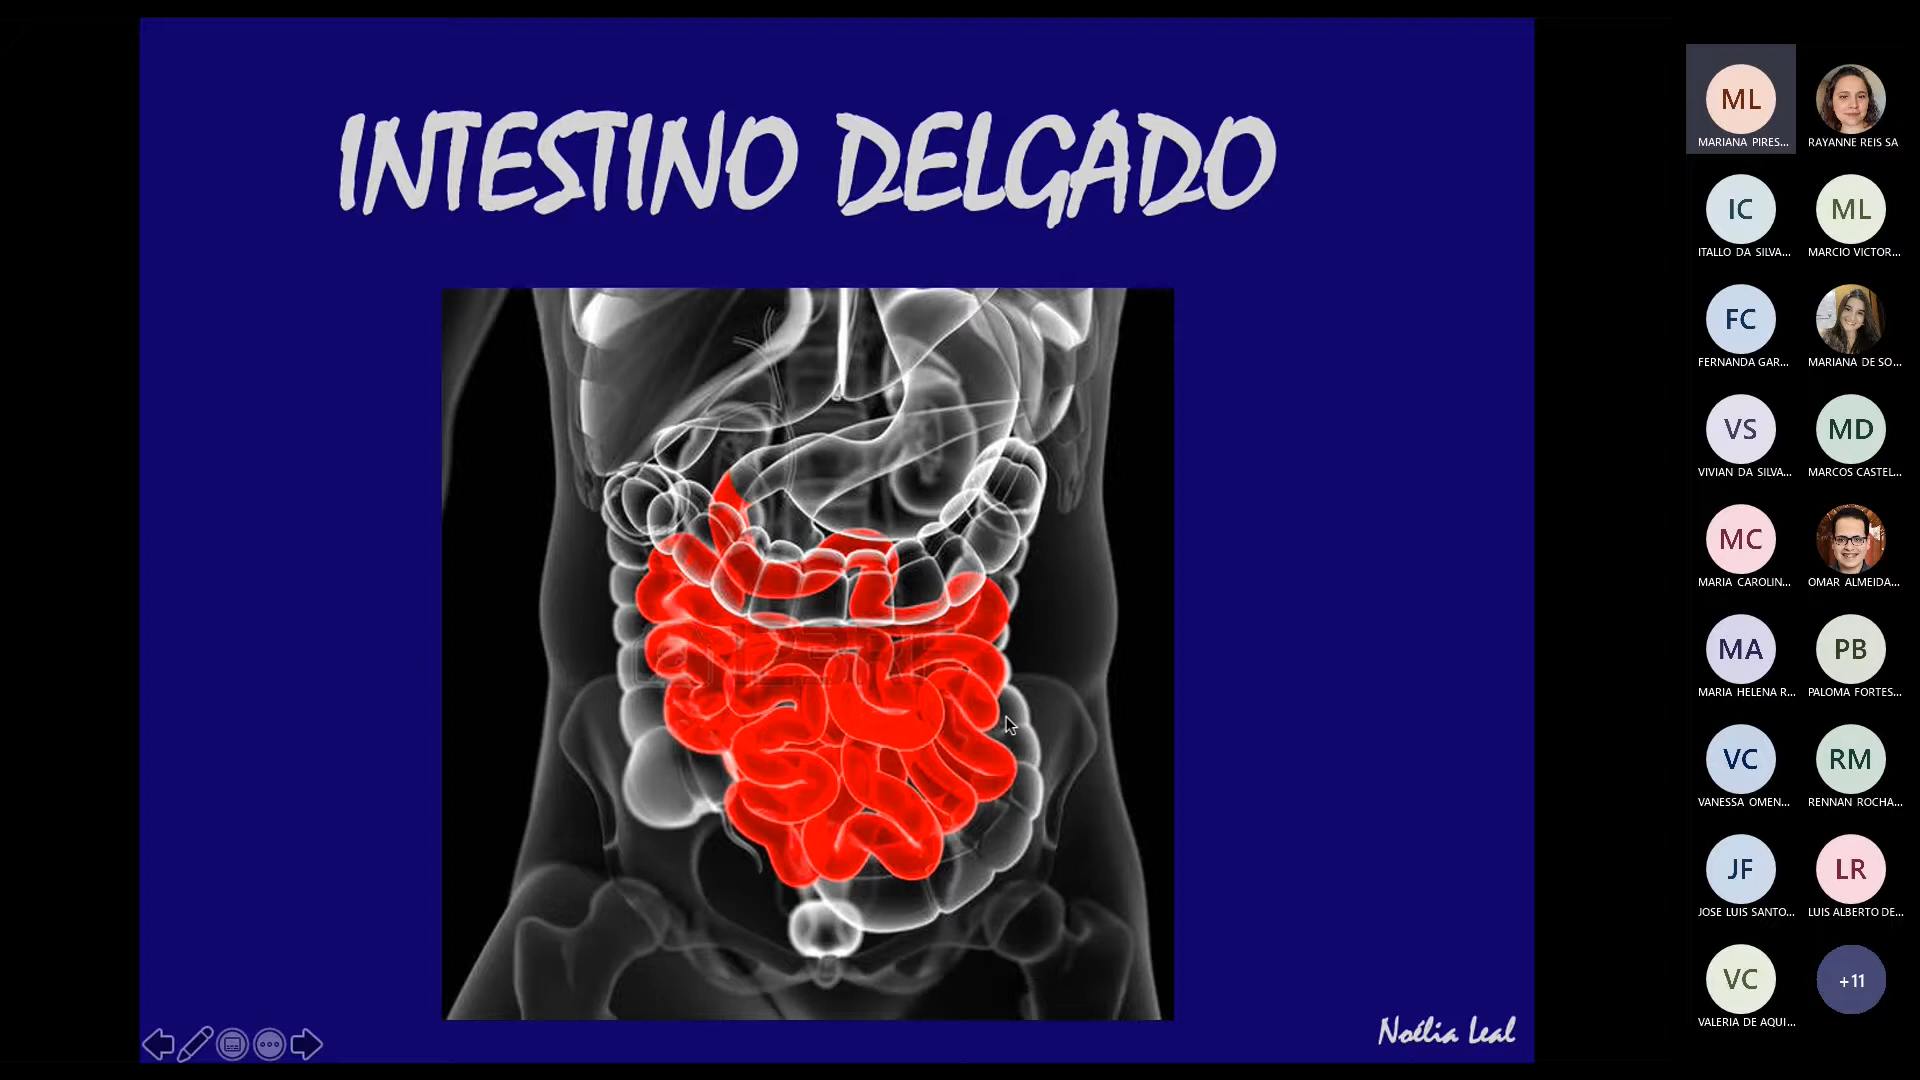 INTESTINO DELGADO
Noélia Leal
ML
MARIANA PIRES...
RAYANNE REIS SA
IC
ITALLO DA SILVA...
ML
MARCIO VICTOR...
FC
FERNANDA GAR...
MARIANA DE SO...
VS
VIVIAN DA SILVA...
MD
MARCOS CASTEL...
MC
MARIA CAROLIN...
OMAR ALMEIDA...
MA
MARIA HELENA R...
PB
PALOMA FORTES...
VC
VANESSA OMEN...
RM
RENNAN ROCHA...
JF
JOSE LUIS SANTO...
LR
LUIS ALBERTO DE...
VC
VALERIA DE AQUI...
+11